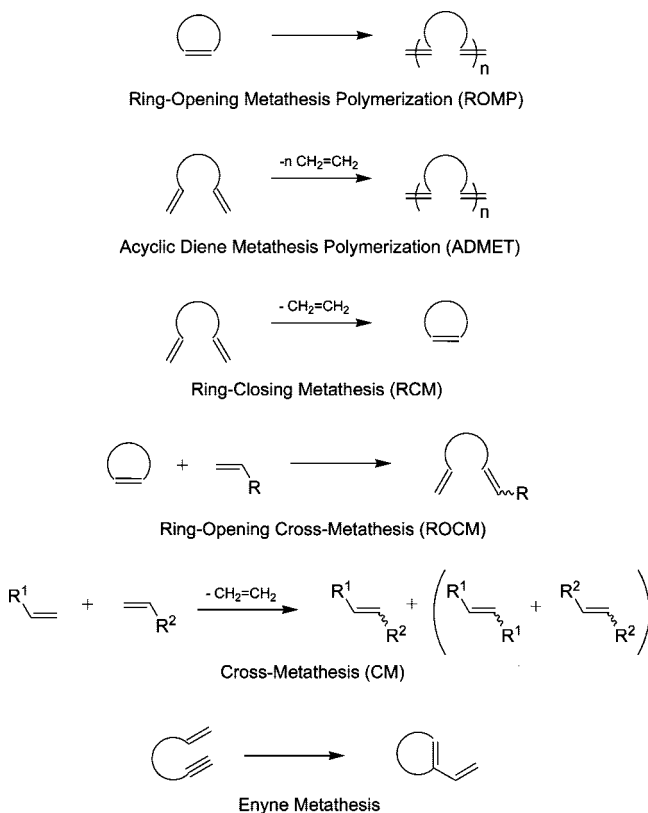 n
Ring-Opening Metathesis Polymerization (ROMP)
-n CH₂=CH₂
n
Acyclic Diene Metathesis Polymerization (ADMET)
- CH₂=CH₂
Ring-Closing Metathesis (RCM)
+ R R
Ring-Opening Cross-Metathesis (ROCM)
R¹ + R² - CH₂=CH₂ R¹ R² + ( R¹ R¹ + R² R² )
Cross-Metathesis (CM)
Enyne Metathesis